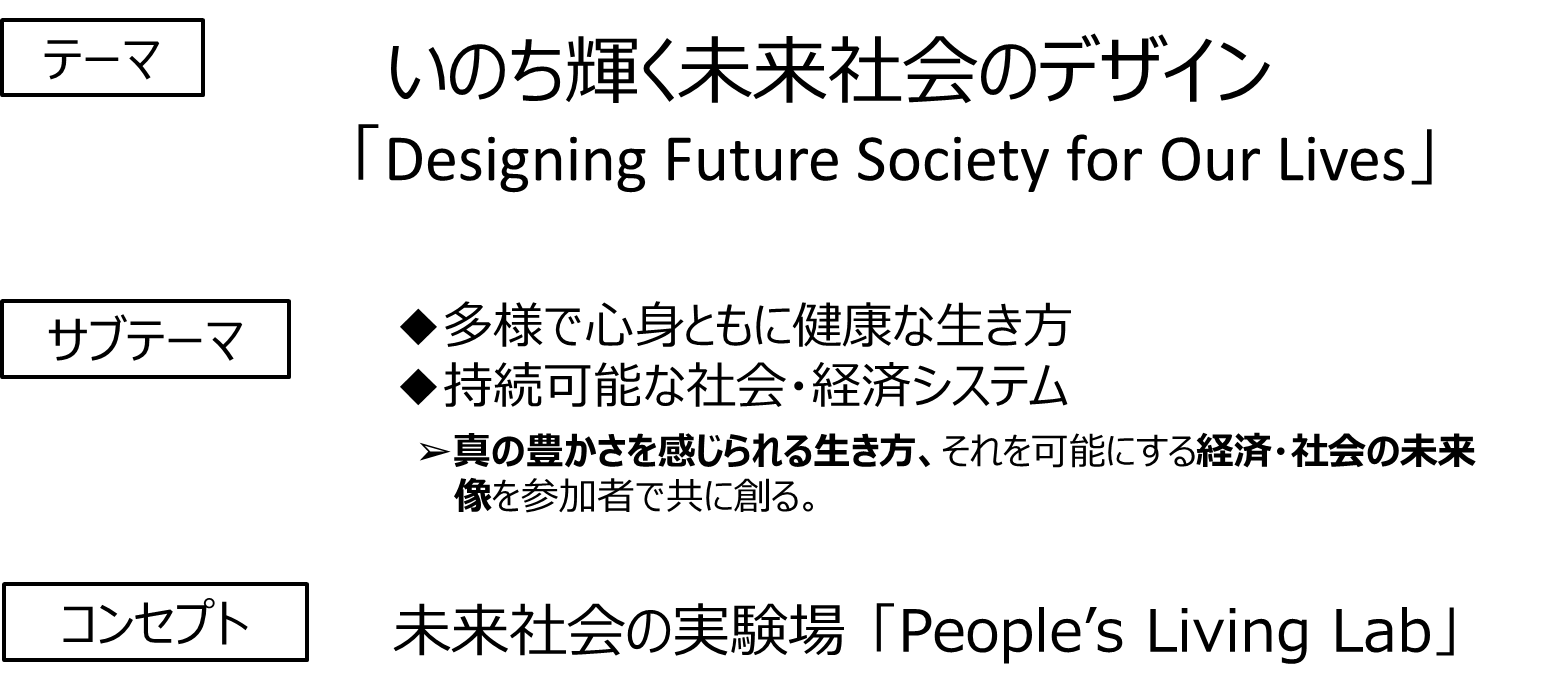 テーマ
いのち輝く未来社会のデザイン
「Designing Future Society for Our Lives」
サブテーマ
◆多様で心身ともに健康な生き方
◆持続可能な社会・経済システム
➢真の豊かさを感じられる生き方、それを可能にする経済・社会の未来
像を参加者で共に創る。
コンセプト
未来社会の実験場「People’s Living Lab」